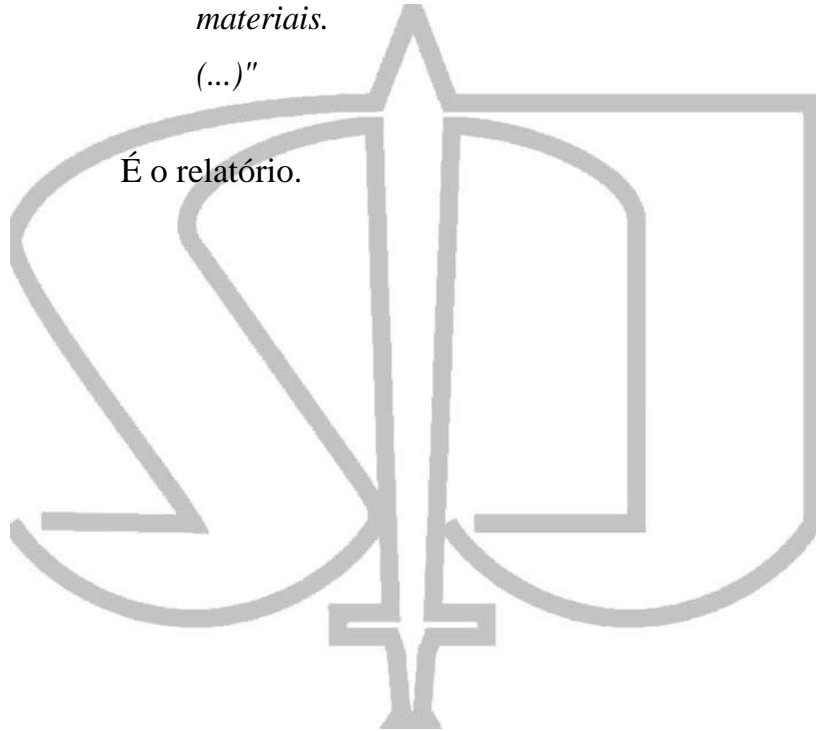 materiais.
(...)"
É o relatório.